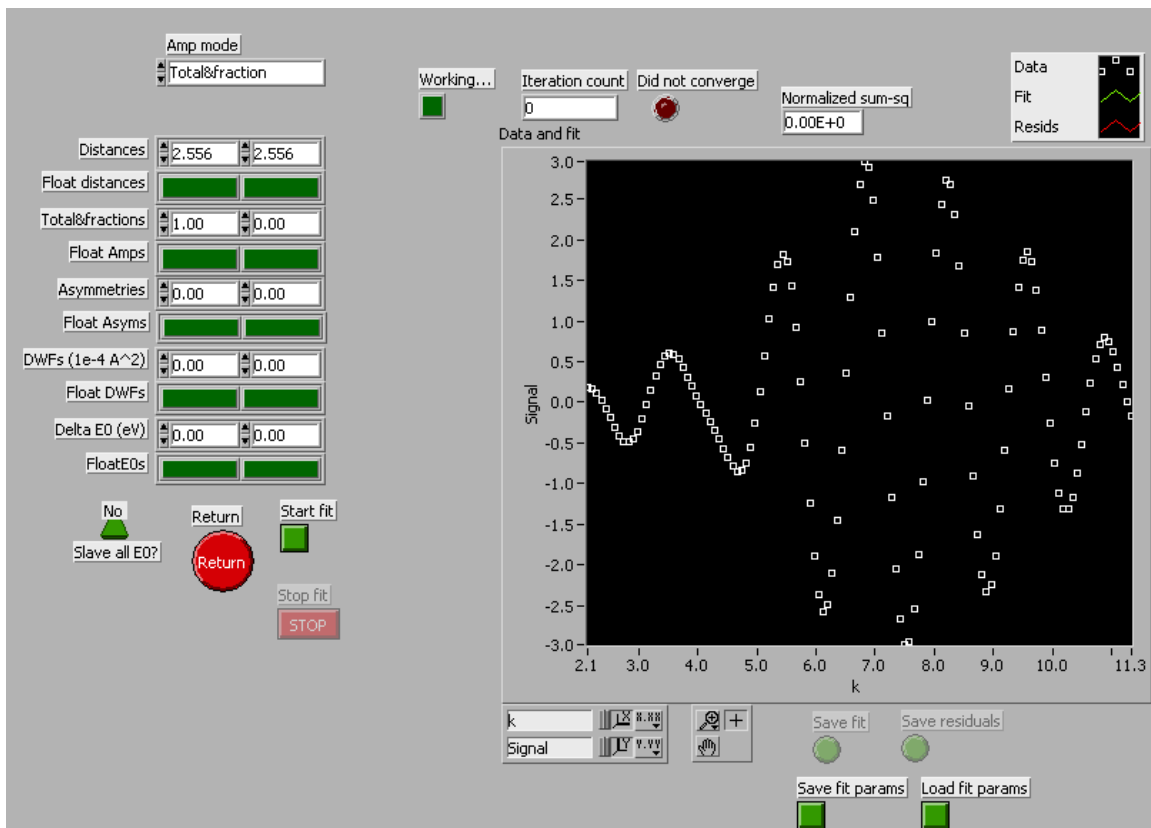 Amp mode
Total&fraction
Working...
Iteration count
0
Did not converge
Normalized sum-sq
0.00E+0
Data
Fit
Resids
Distances
2.556 2.556
Float distances
Total&fractions
1.00 0.00
Float Amps
Asymmetries
0.00 0.00
Float Asyms
DWFs (1e-4 A^2)
0.00 0.00
Float DWFs
Delta E0 (eV)
0.00 0.00
FloatE0s
No
Slave all E0?
Return
Return
Start fit
Stop fit
STOP
Data and fit
Signal
3.0
2.5
2.0
1.5
1.0
0.5
0.0
-0.5
-1.0
-1.5
-2.0
-2.5
-3.0
2.1 3.0 4.0 5.0 6.0 7.0 8.0 9.0 10.0 11.3
k
k
X X.XX
Signal
Y Y.YY
Save fit
Save residuals
Save fit params
Load fit params